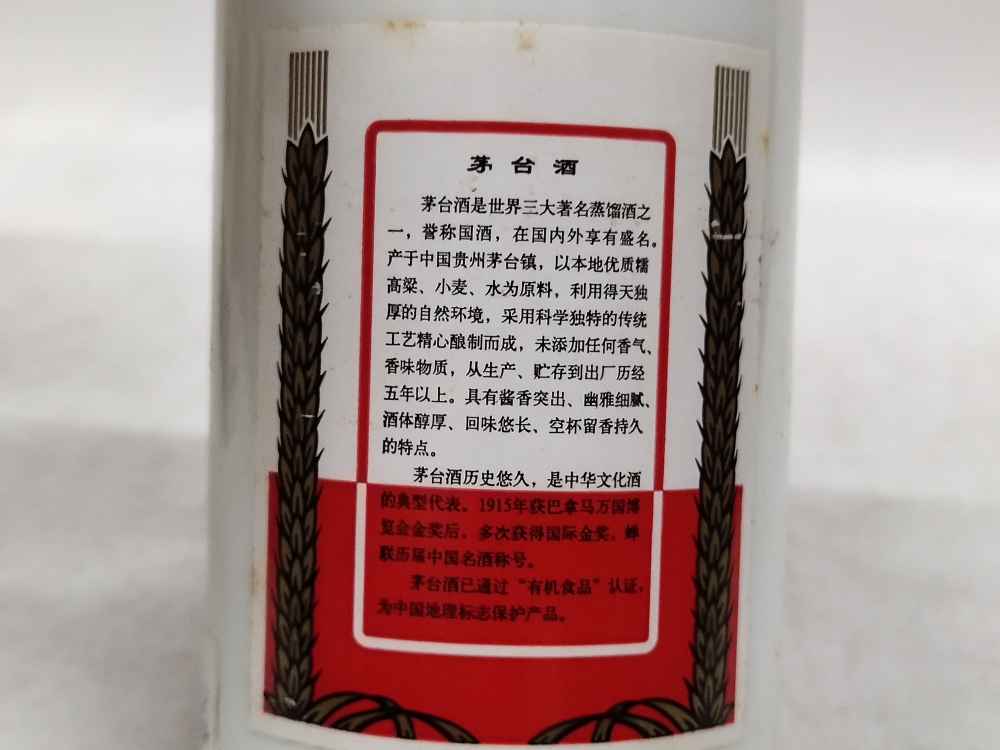 茅台酒
茅台酒是世界三大著名蒸馏酒之
一，誉称国酒，在国内外享有盛名。
产于中国贵州茅台镇，以本地优质糯
高粱、小麦、水为原料，利用得天独
厚的自然环境，采用科学独特的传统
工艺精心酿制而成，未添加任何香气、
香味物质，从生产、贮存到出厂历经
五年以上。具有酱香突出、幽雅细腻、
酒体醇厚、回味悠长、空杯留香持久
的特点。
茅台酒历史悠久，是中华文化酒
的典型代表。1915年获巴拿马万国博
览会金奖后，多次获得国际金奖，蝉
联历届中国名酒称号。
茅台酒已通过“有机食品”认证，
为中国地理标志保护产品。